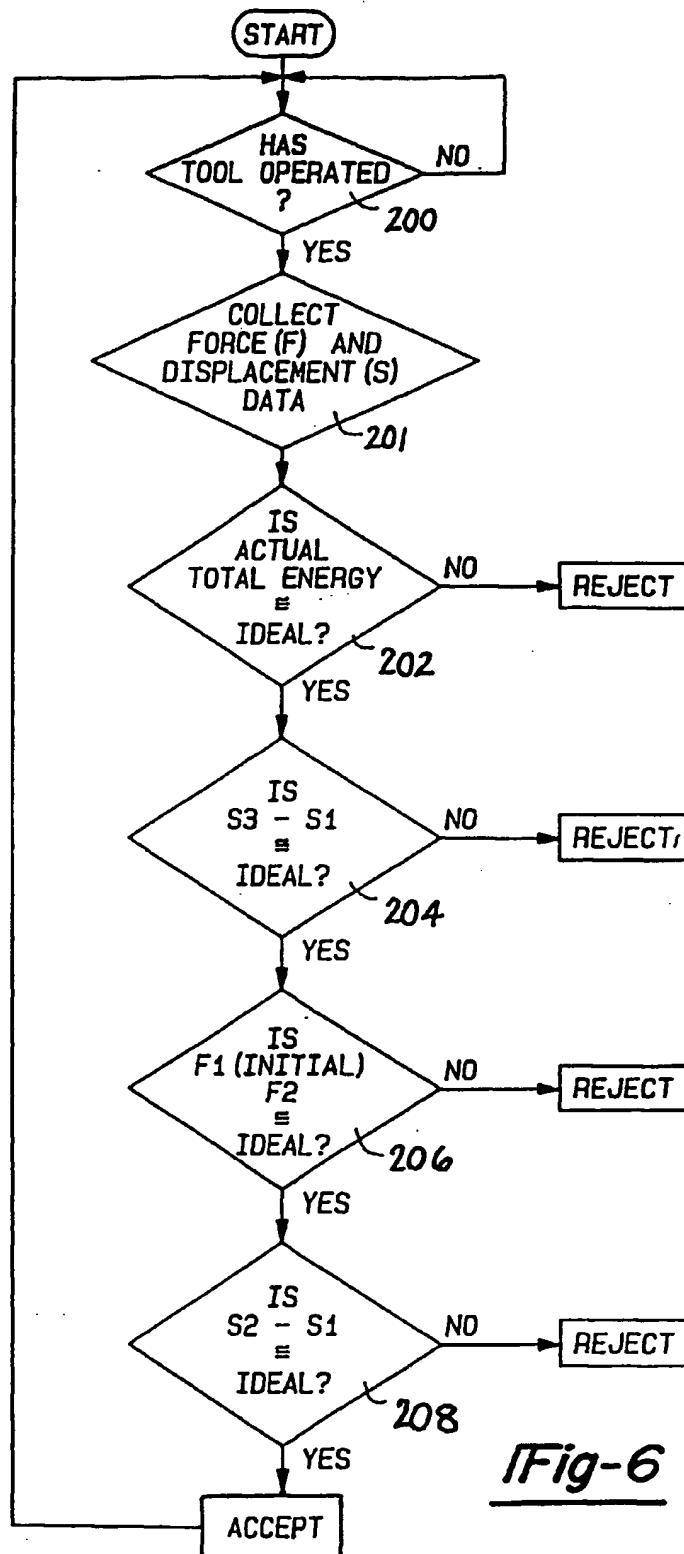 START
HAS
TOOL OPERATED
?
NO
200
YES
COLLECT
FORCE (F) AND
DISPLACEMENT (S)
DATA
201
IS
ACTUAL
TOTAL ENERGY
≅
IDEAL?
NO
REJECT
202
YES
IS
S3 - S1
≅
IDEAL?
NO
REJECT
204
YES
IS
F1 (INITIAL)
F2
≅
IDEAL?
NO
REJECT
206
YES
IS
S2 - S1
≅
IDEAL?
NO
REJECT
208
YES
ACCEPT
Fig-6